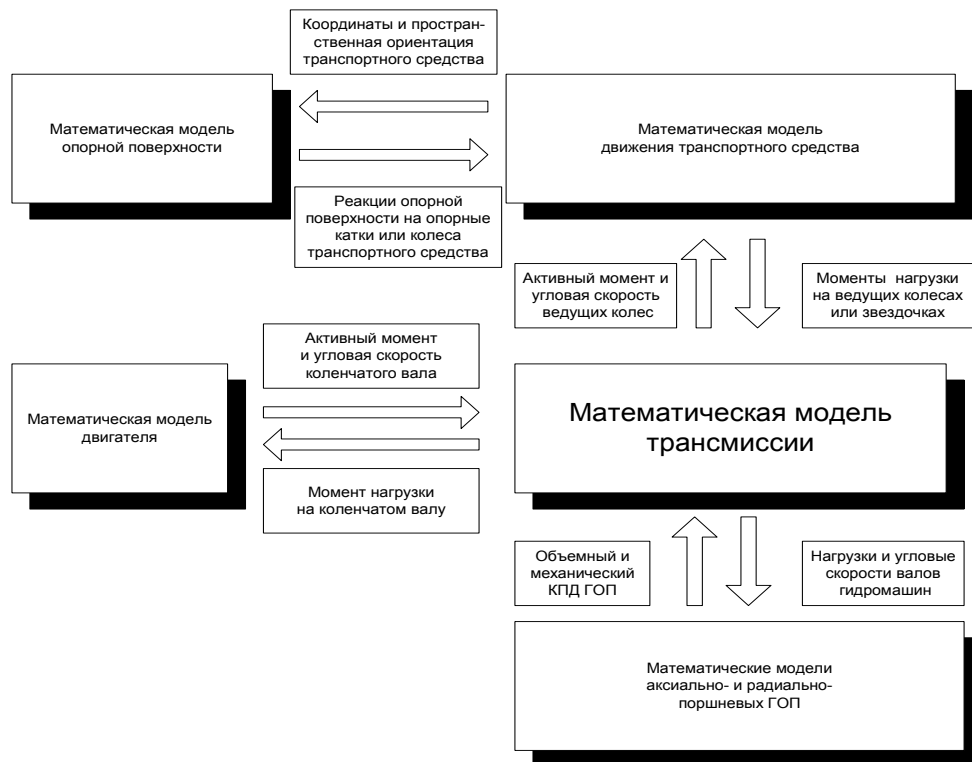 Координаты и простран-
ственная ориентация
транспортного средства
Математическая модель
опорной поверхности
Математическая модель
движения транспортного средства
Реакции опорной
поверхности на опорные
катки или колеса
транспортного средства
Активный момент и
угловая скорость
ведущих колес
Моменты нагрузки
на ведущих колесах
или звездочках
Активный момент
и угловая скорость
коленчатого вала
Математическая модель
двигателя
Математическая модель
трансмиссии
Момент нагрузки
на коленчатом валу
Объемный и
механический
КПД ГОП
Нагрузки и угловые
скорости валов
гидромашин
Математические модели
аксиально- и радиально-
поршневых ГОП